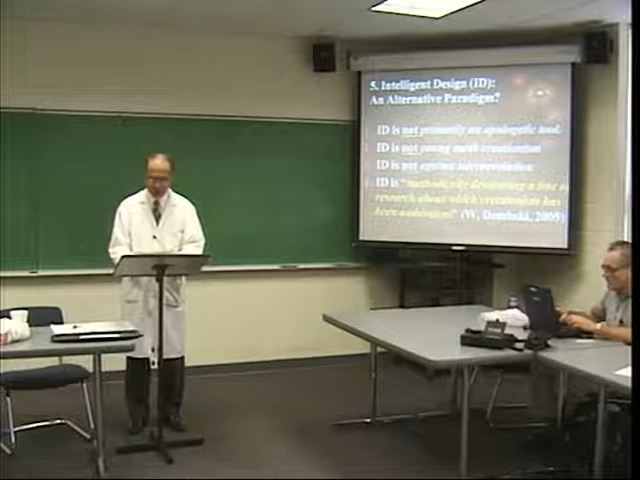 5. Intelligent Design (ID):
An Alternative Paradigm?
ID is not primarily an apologetic tool.
ID is not young earth creationism
ID is not against microevolution
ID is "methodically developing a line of
research about which creationism has
been ambivalent" (W. Dembski, 2005)